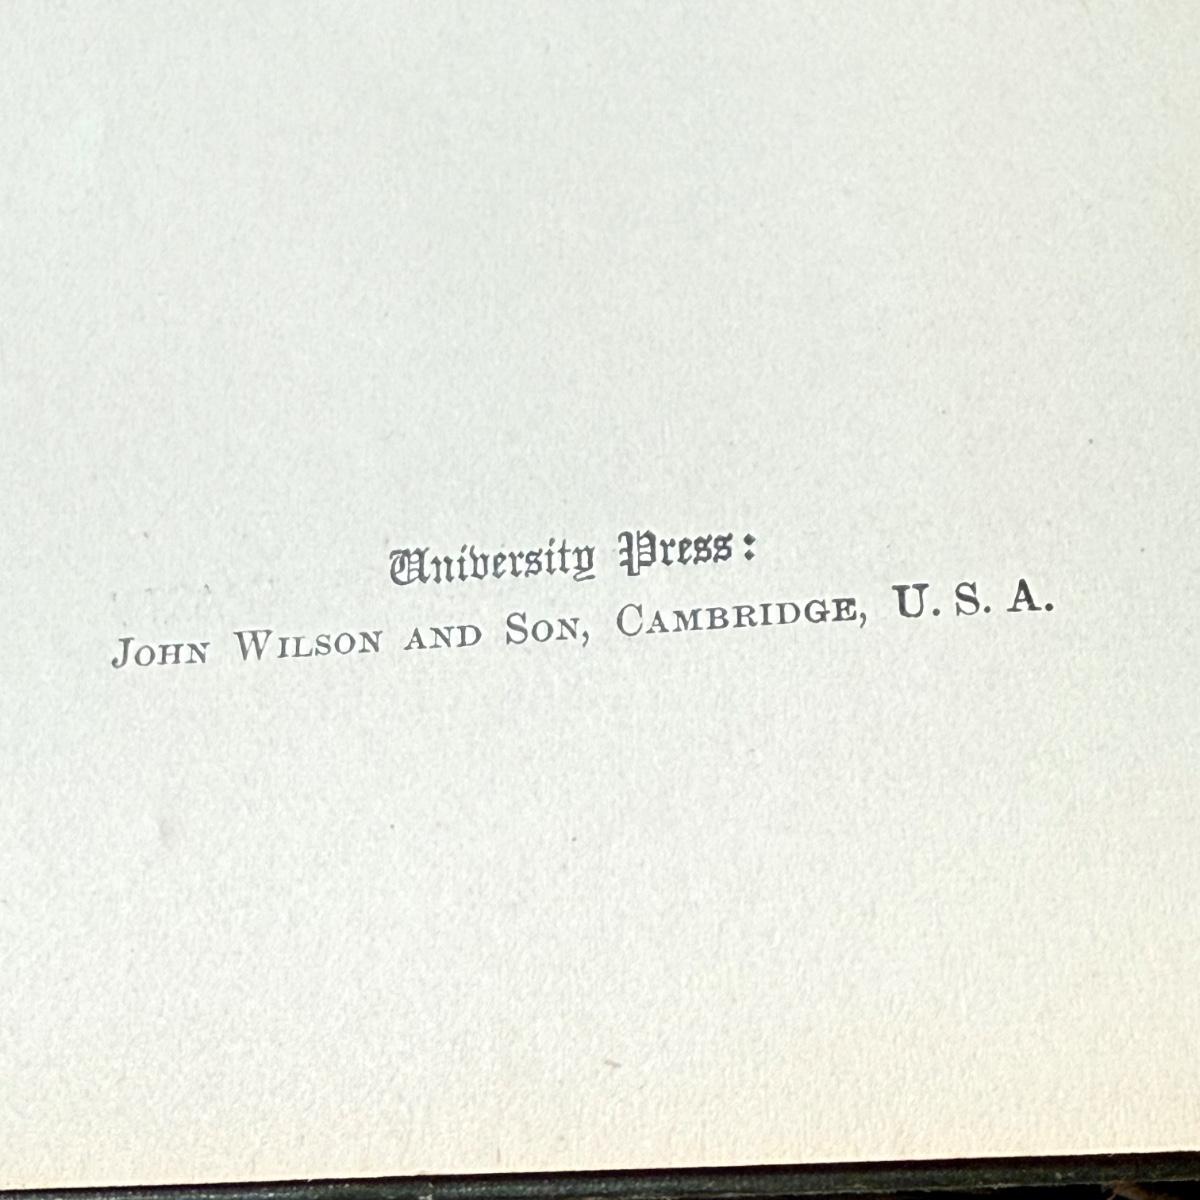 University Press:
John Wilson and Son, Cambridge, U. S. A.